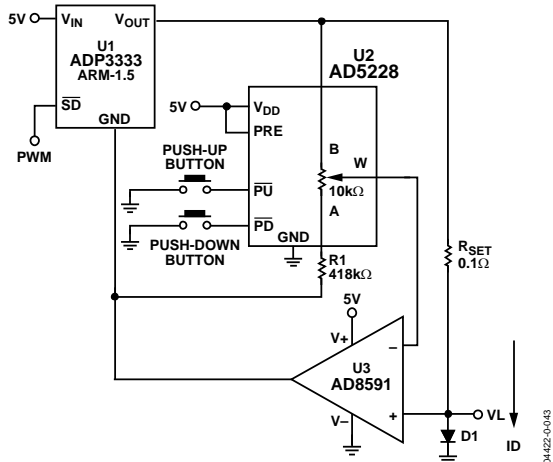 5V
VIN
VOUT
U1
ADP3333
ARM-1.5
SD
GND
PWM
U2
AD5228
5V
VDD
PRE
PUSH-UP
BUTTON
PU
PD
PUSH-DOWN
BUTTON
GND
B
W
10kΩ
A
R1
418kΩ
RSET
0.1Ω
5V
V+
U3
AD8591
V–
–
+
VL
D1
ID
04422-0-043